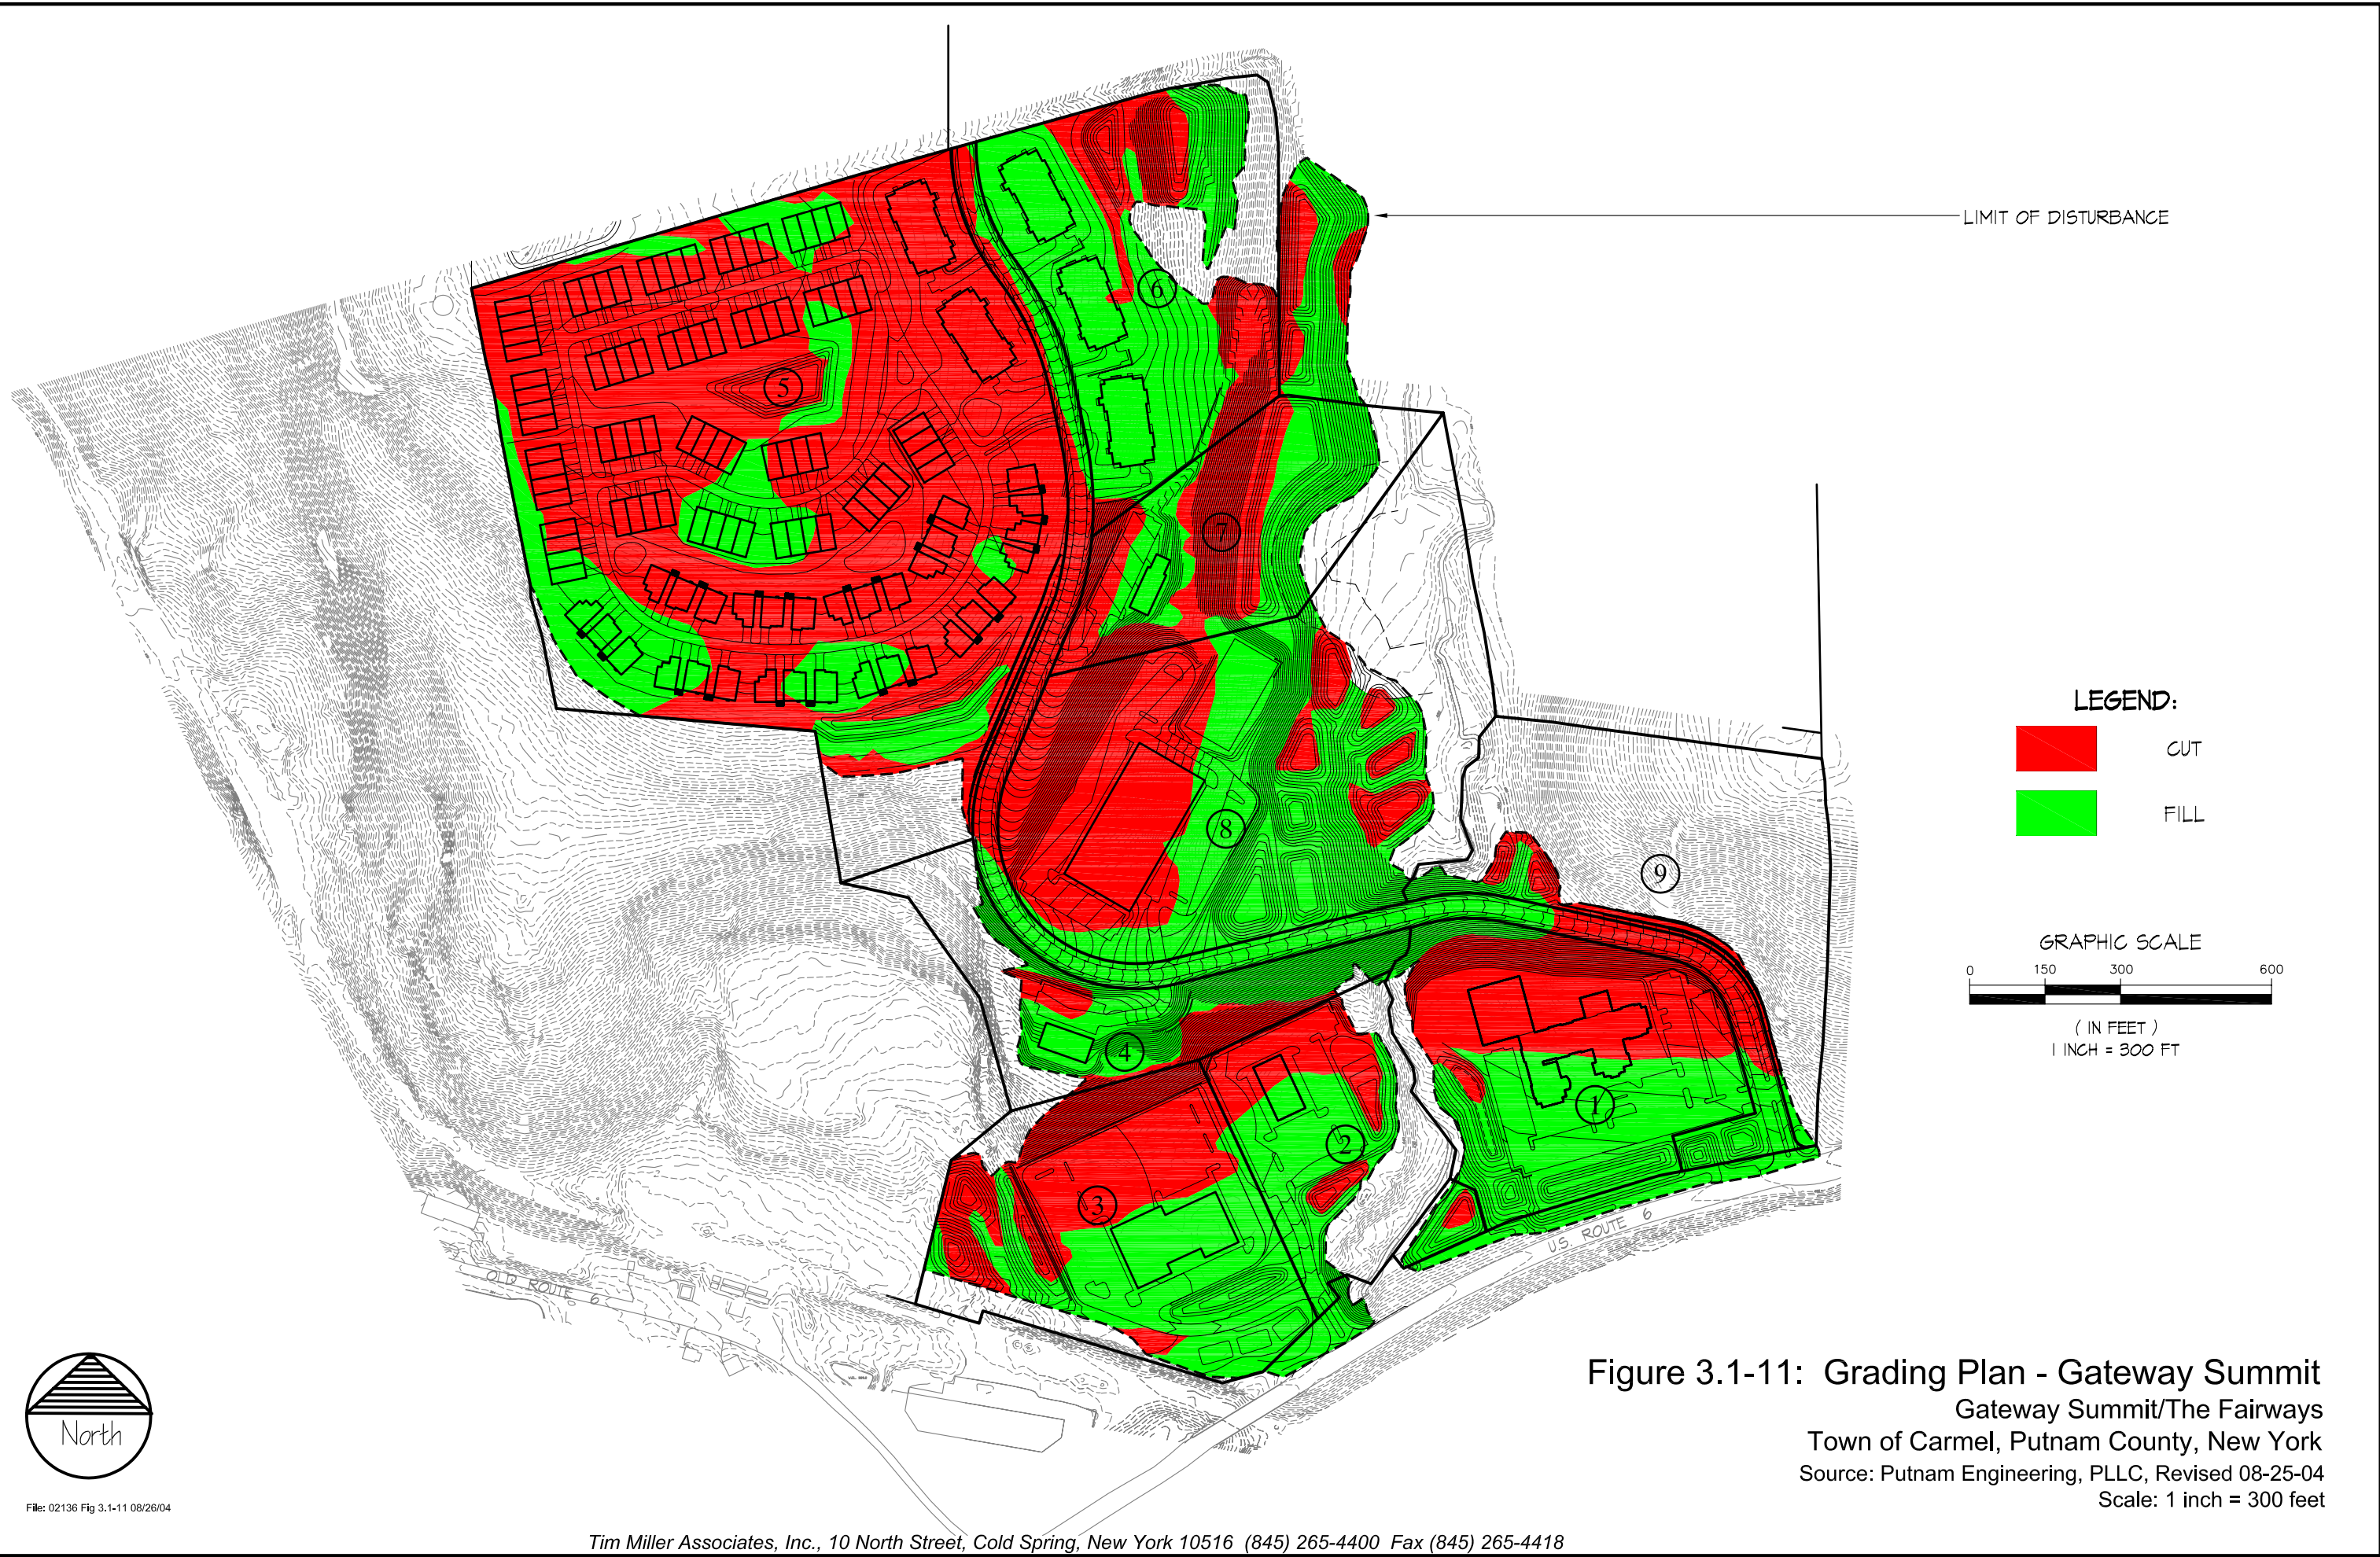 LIMIT OF DISTURBANCE
6
5
7
8
9
4
1
2
3
LEGEND:
CUT
FILL
GRAPHIC SCALE
0 150 300 600
( IN FEET )
1 INCH = 300 FT
U.S. ROUTE 6
OLD ROUTE 6
North
File: 02136 Fig 3.1-11 08/26/04
Figure 3.1-11: Grading Plan - Gateway Summit
Gateway Summit/The Fairways
Town of Carmel, Putnam County, New York
Source: Putnam Engineering, PLLC, Revised 08-25-04
Scale: 1 inch = 300 feet
Tim Miller Associates, Inc., 10 North Street, Cold Spring, New York 10516 (845) 265-4400 Fax (845) 265-4418